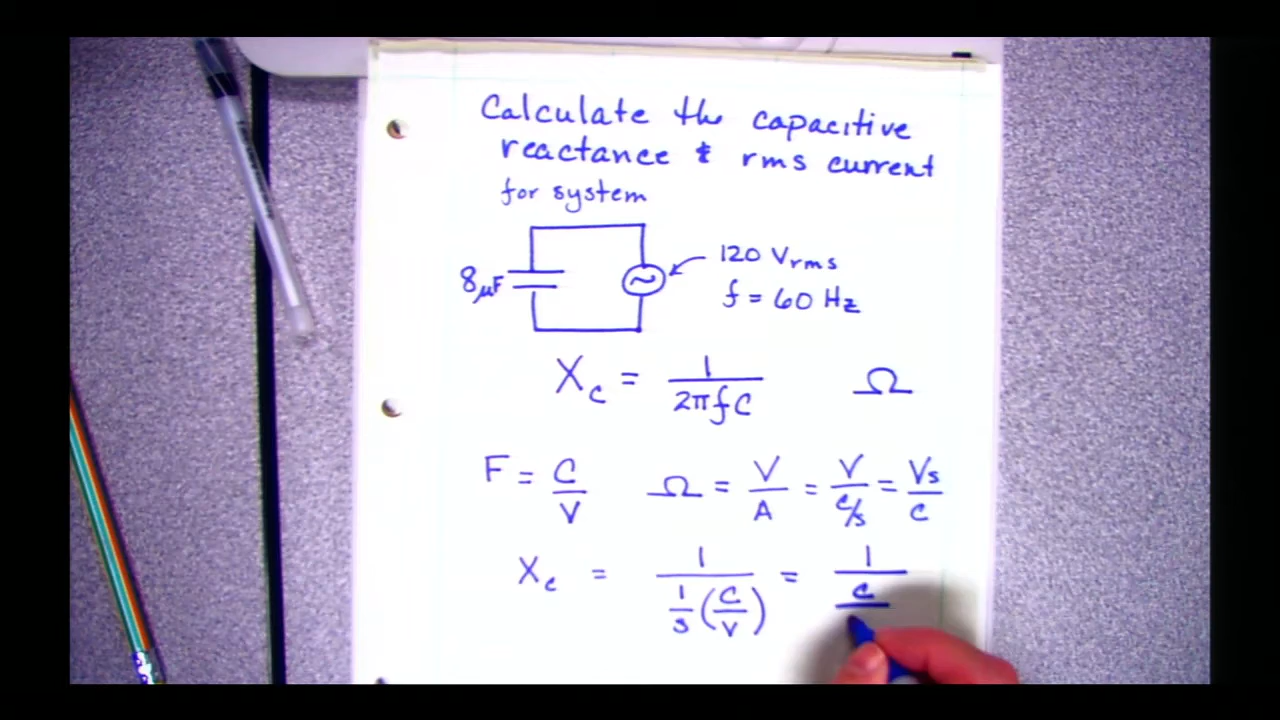 Calculate the capacitive
reactance & rms current
for system
120 Vrms
8μF
f = 60 Hz
Xc = 1/(2πfC) Ω
F = C/V Ω = V/A = V/(C/s) = Vs/C
Xc = 1/(1/s (C/V)) = 1/(C/